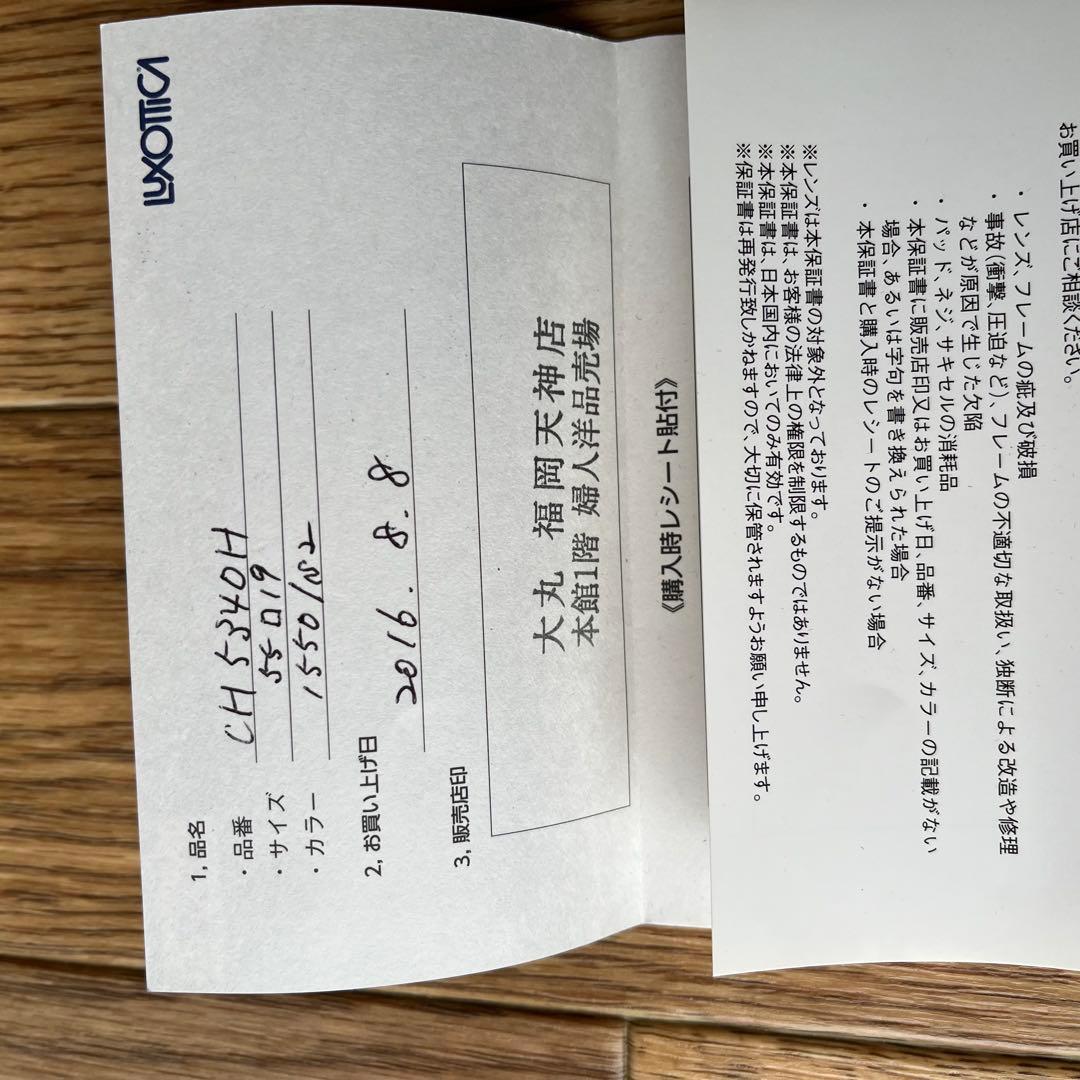 LUXOTTICA
1, 品名
・品番 CH 5340H
・サイズ 55□19
・カラー 1550/S2
2, お買い上げ日
2016. 8. 8
3, 販売店印
大丸 福岡天神店
本館1階 婦人洋品売場
《購入時レシート貼付》
お買い上げ店にご相談ください。
・レンズ、フレームの疵及び破損
・事故(衝撃、圧迫など)、フレームの不適切な取扱い、独断による改造や修理
などが原因で生じた欠陥
・パッド、ネジ、サキセルの消耗品
・本保証書に販売店印又はお買い上げ日、品番、サイズ、カラーの記載がない
場合、あるいは字句を書き換えられた場合
・本保証書と購入時のレシートのご提示がない場合
※レンズは本保証書の対象外となっております。
※本保証書は、お客様の法律上の権限を制限するものではありません。
※本保証書は、日本国内においてのみ有効です。
※保証書は再発行致しかねますので、大切に保管されますようお願い申し上げます。